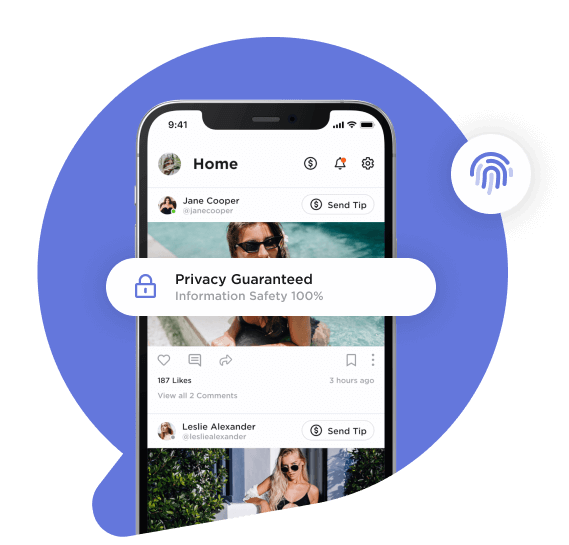 9:41
Home
Jane Cooper
@janecooper
Send Tip
Privacy Guaranteed
Information Safety 100%
187 Likes
3 hours ago
View all 2 Comments
Leslie Alexander
@lesliealexander
Send Tip